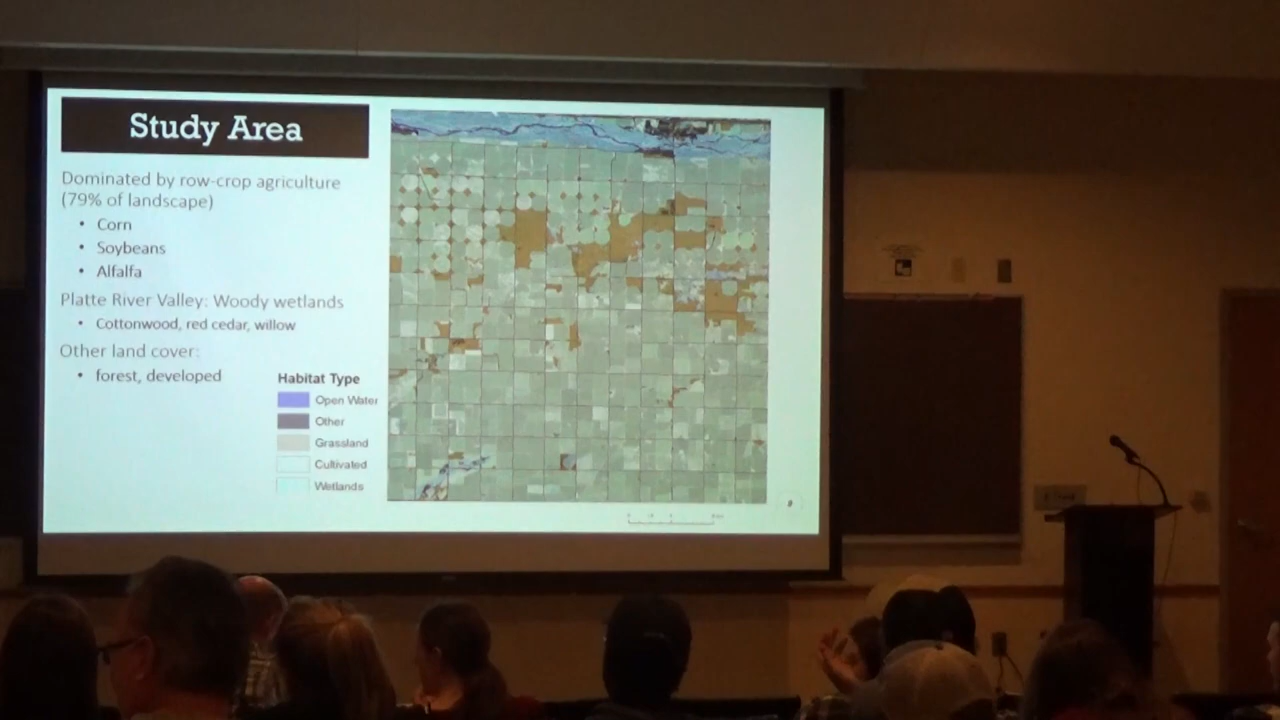 Study Area
Dominated by row-crop agriculture
(79% of landscape)
• Corn
• Soybeans
• Alfalfa
Platte River Valley: Woody wetlands
• Cottonwood, red cedar, willow
Other land cover:
• forest, developed
Habitat Type
Open Water
Other
Grassland
Cultivated
Wetlands
9